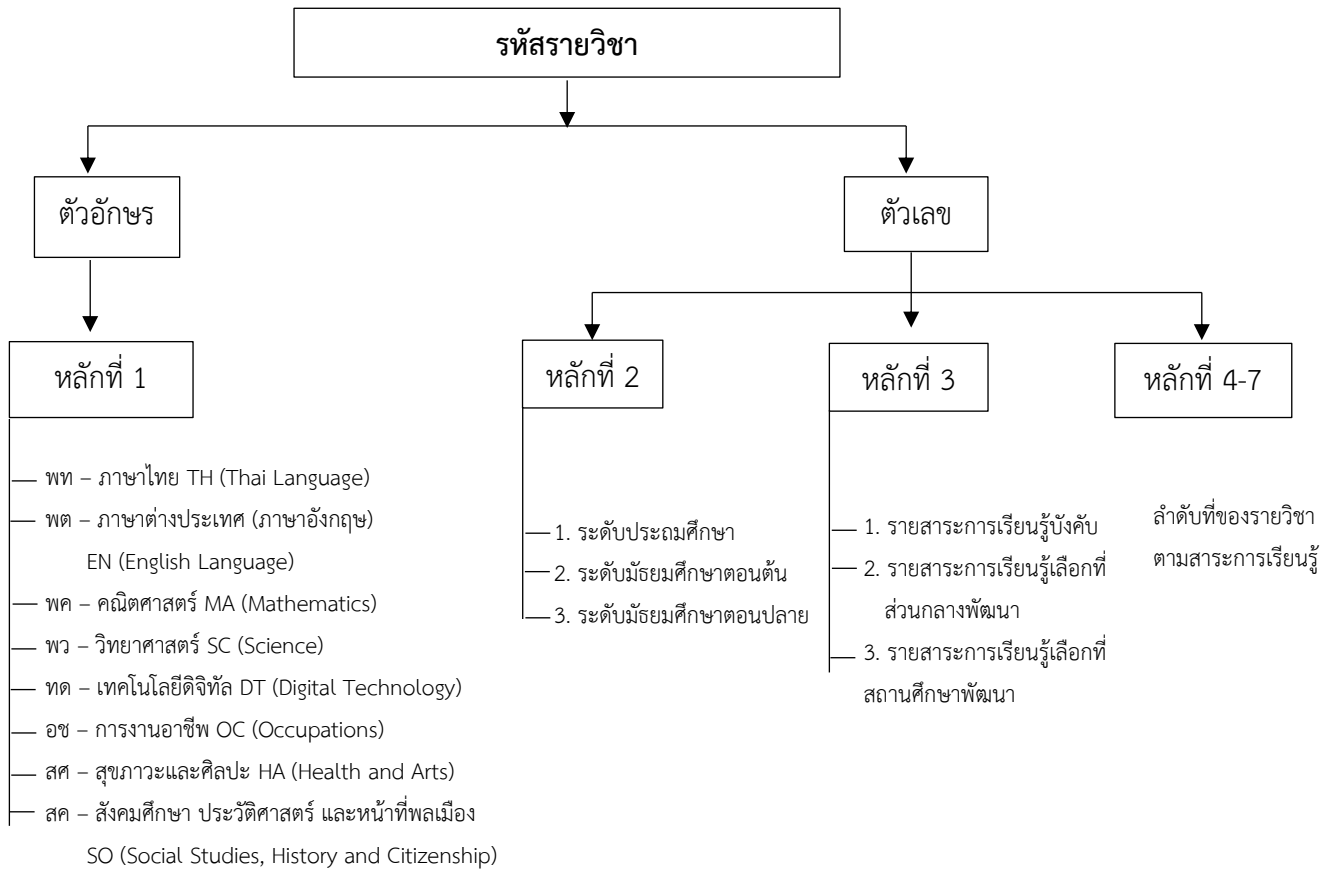 รหัสรายวิชา
ตัวอักษร
ตัวเลข
หลักที่ 1
หลักที่ 2
หลักที่ 3
หลักที่ 4-7
พท – ภาษาไทย TH (Thai Language)
พต – ภาษาต่างประเทศ (ภาษาอังกฤษ)
EN (English Language)
พค – คณิตศาสตร์ MA (Mathematics)
พว – วิทยาศาสตร์ SC (Science)
ทด – เทคโนโลยีดิจิทัล DT (Digital Technology)
อช – การงานอาชีพ OC (Occupations)
สศ – สุขภาวะและศิลปะ HA (Health and Arts)
สค – สังคมศึกษา ประวัติศาสตร์ และหน้าที่พลเมือง
SO (Social Studies, History and Citizenship)
1. ระดับประถมศึกษา
2. ระดับมัธยมศึกษาตอนต้น
3. ระดับมัธยมศึกษาตอนปลาย
1. รายสาระการเรียนรู้บังคับ
2. รายสาระการเรียนรู้เลือกที่
ส่วนกลางพัฒนา
3. รายสาระการเรียนรู้เลือกที่
สถานศึกษาพัฒนา
ลำดับที่ของรายวิชา
ตามสาระการเรียนรู้